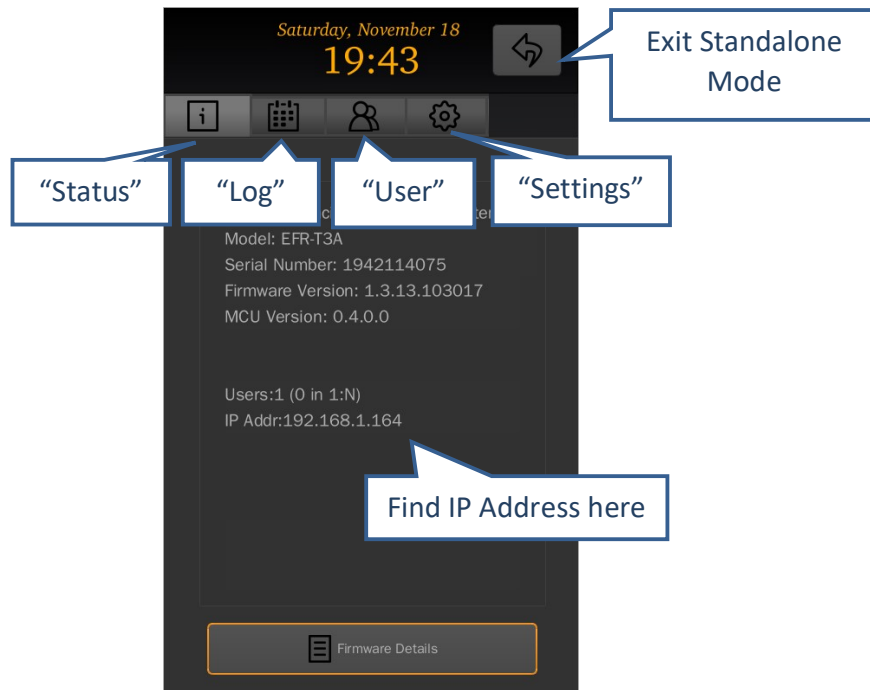 Saturday, November 18
19:43
Exit Standalone
Mode
"Status"
"Log"
"User"
"Settings"
Model: EFR-T3A
Serial Number: 1942114075
Firmware Version: 1.3.13.103017
MCU Version: 0.4.0.0
Users:1 (0 in 1:N)
IP Addr:192.168.1.164
Find IP Address here
Firmware Details